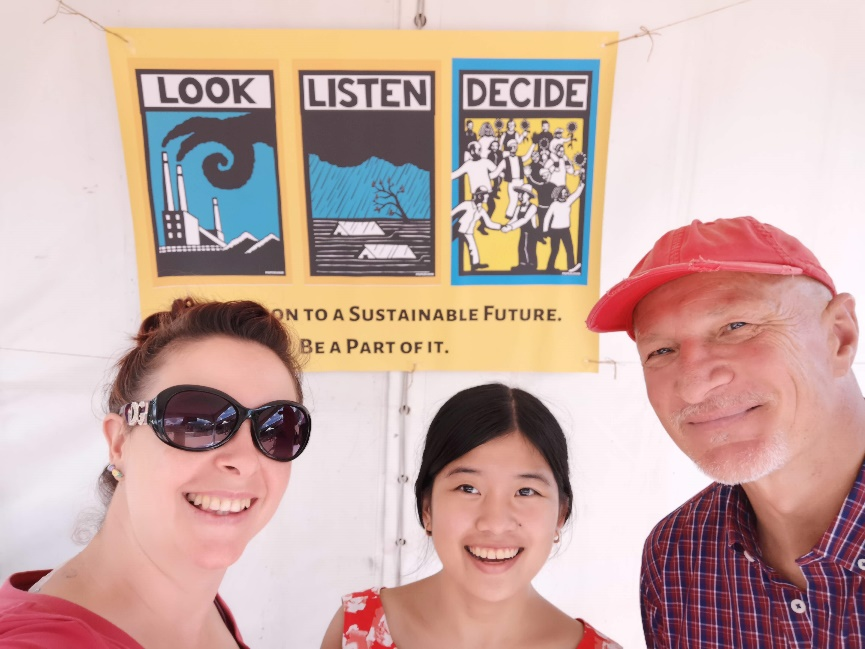 LOOK LISTEN DECIDE
ON TO A SUSTAINABLE FUTURE.
BE A PART OF IT.